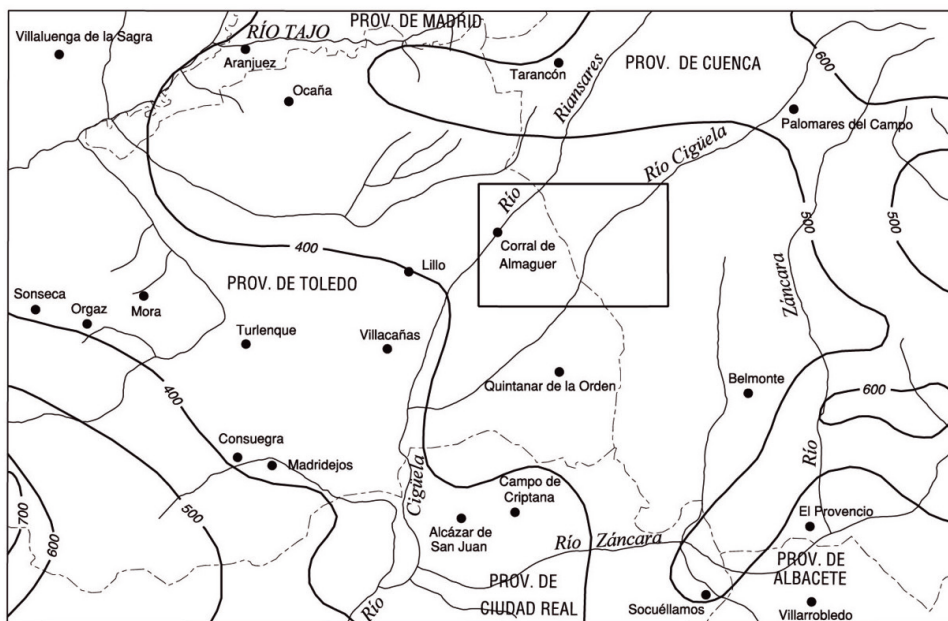 PROV. DE MADRID
Villaluenga de la Sagra
RÍO TAJO
Aranjuez
Tarancón
PROV. DE CUENCA
600
Ocaña
Riansares
Palomares del Campo
Río Cigüela
Río
500
500
400
Corral de
Almaguer
Lillo
PROV. DE TOLEDO
Záncara
Sonseca
Orgaz
Mora
Turlenque
Villacañas
Quintanar de la Orden
Belmonte
600
400
Consuegra
Madridejos
Río
Cigüela
Campo de
Criptana
700
500
600
Alcázar de
San Juan
El Provencio
Río Záncara
PROV. DE
ALBACETE
PROV. DE
CIUDAD REAL
Río
Socuéllamos
Villarrobledo